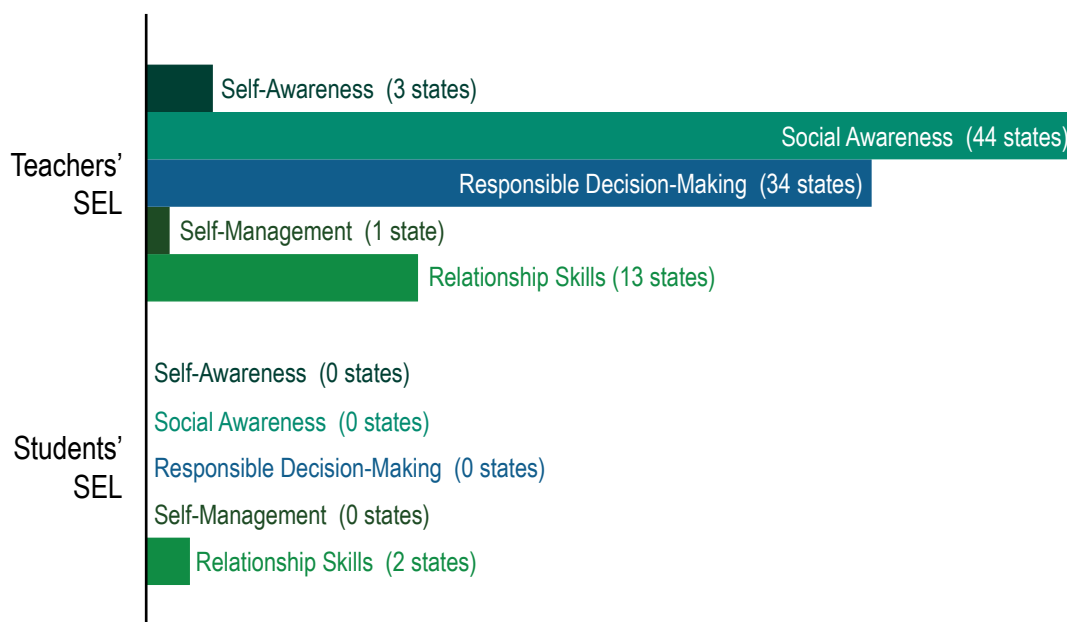 Teachers’
SEL
Self-Awareness (3 states)
Social Awareness (44 states)
Responsible Decision-Making (34 states)
Self-Management (1 state)
Relationship Skills (13 states)
Students’
SEL
Self-Awareness (0 states)
Social Awareness (0 states)
Responsible Decision-Making (0 states)
Self-Management (0 states)
Relationship Skills (2 states)